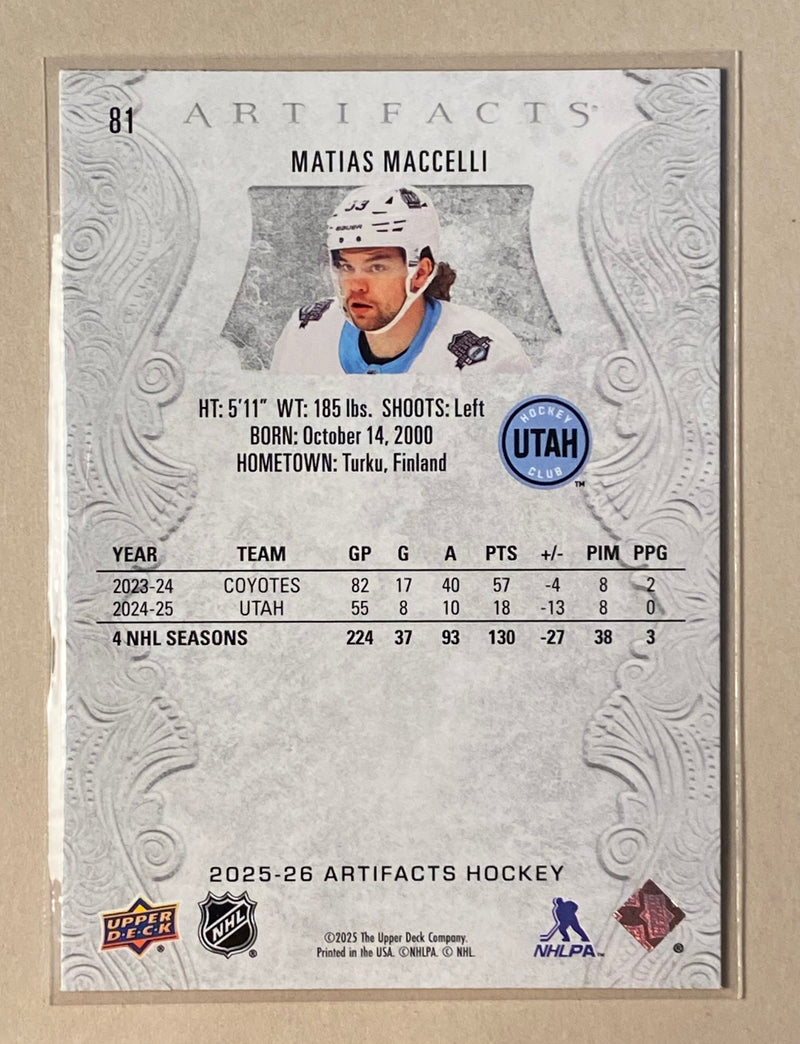 81
ARTIFACTS
MATIAS MACCELLI
BAUER
HT: 5'11" WT: 185 lbs. SHOOTS: Left
BORN: October 14, 2000
HOMETOWN: Turku, Finland
HOCKEY
UTAH
CLUB
TM
YEAR TEAM GP G A PTS +/- PIM PPG
2023-24 COYOTES 82 17 40 57 -4 8 2
2024-25 UTAH 55 8 10 18 -13 8 0
4 NHL SEASONS 224 37 93 130 -27 38 3
2025-26 ARTIFACTS HOCKEY
UPPER
D·E·C·K
®
NHL
®
©2025 The Upper Deck Company.
Printed in the USA. ©NHLPA. © NHL.
NHLPA™
®